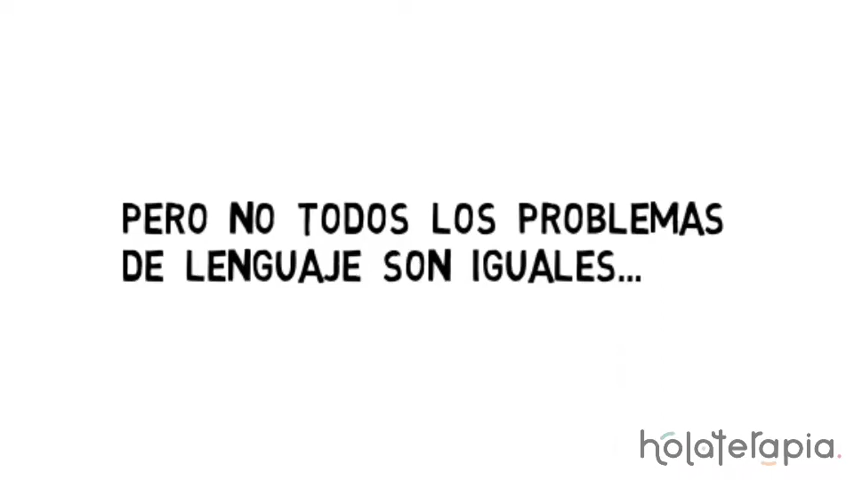 PERO NO TODOS LOS PROBLEMAS
DE LENGUAJE SON IGUALES...
holaterapia.